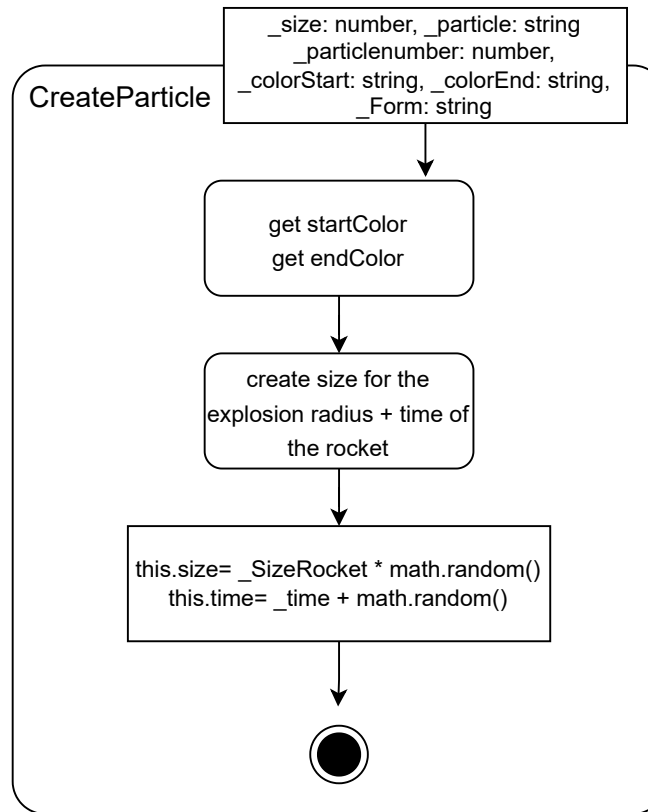 _size: number, _particle: string
_particlenumber: number,
_colorStart: string, _colorEnd: string,
_Form: string
CreateParticle
get startColor
get endColor
create size for the
explosion radius + time of
the rocket
this.size= _SizeRocket * math.random()
this.time= _time + math.random()